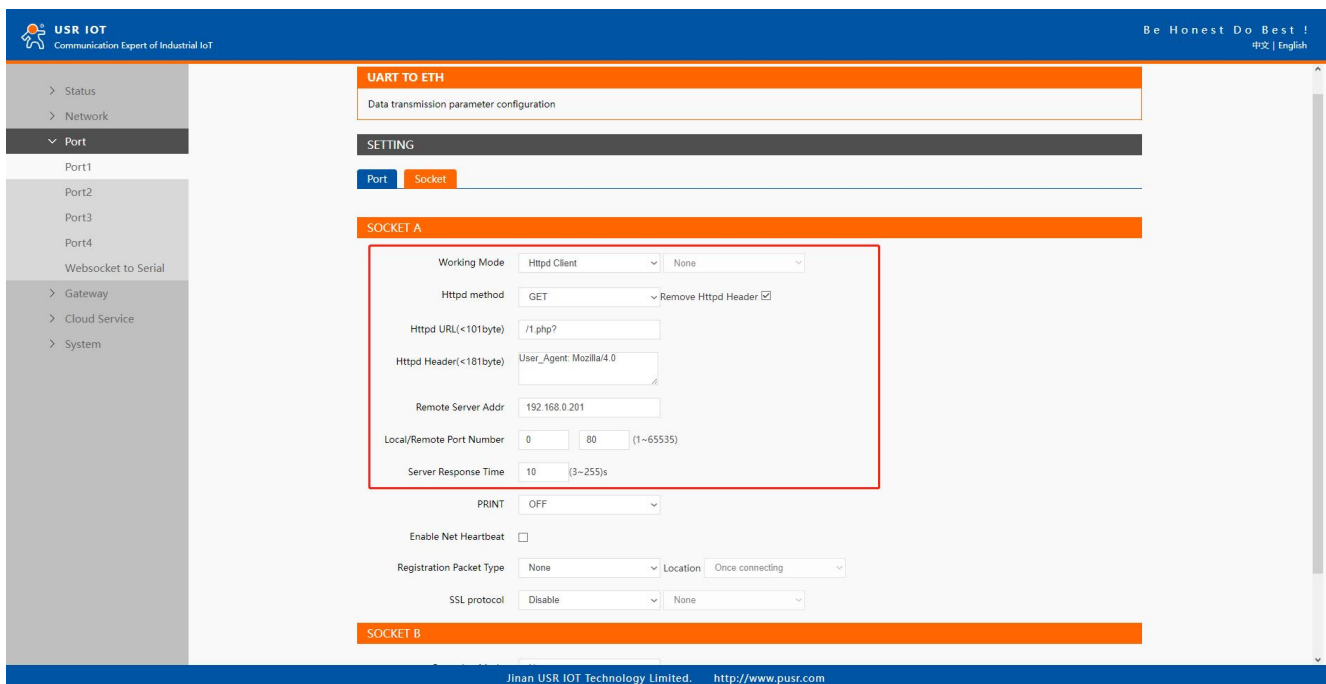 USR IOT
Communication Expert of Industrial IoT
Be Honest Do Best !
中文 | English
Status
Network
Port
Port1
Port2
Port3
Port4
Websocket to Serial
Gateway
Cloud Service
System
UART TO ETH
Data transmission parameter configuration
SETTING
Port Socket
SOCKET A
Working Mode Httpd Client None
Httpd method GET Remove Httpd Header
Httpd URL(<101byte) /1.php?
Httpd Header(<181byte) User_Agent: Mozilla/4.0
Remote Server Addr 192.168.0.201
Local/Remote Port Number 0 80 (1~65535)
Server Response Time 10 (3~255)s
PRINT OFF
Enable Net Heartbeat
Registration Packet Type None Location Once connecting
SSL protocol Disable None
SOCKET B
Jinan USR IOT Technology Limited. http://www.pusr.com